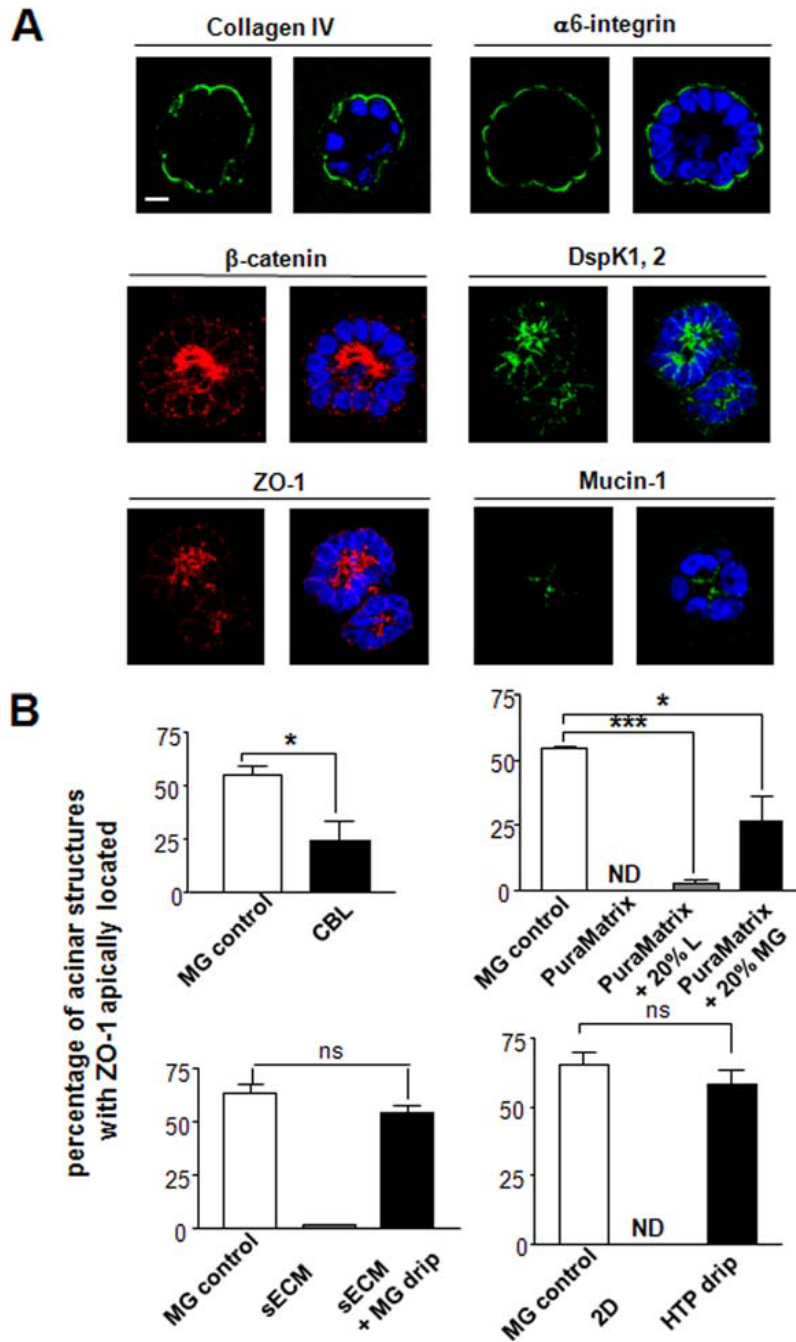 A
Collagen IV
α6-integrin
β-catenin
DspK1, 2
ZO-1
Mucin-1
B
percentage of acinar structures
with ZO-1 apically located
75
50
25
0
*
MG control
CBL
75
50
25
0
*
***
ND
MG control
PuraMatrix
PuraMatrix
+ 20% L
PuraMatrix
+ 20% MG
75
50
25
0
ns
MG control
sECM
sECM
+ MG drip
75
50
25
0
ns
ND
MG control
2D
HTP drip